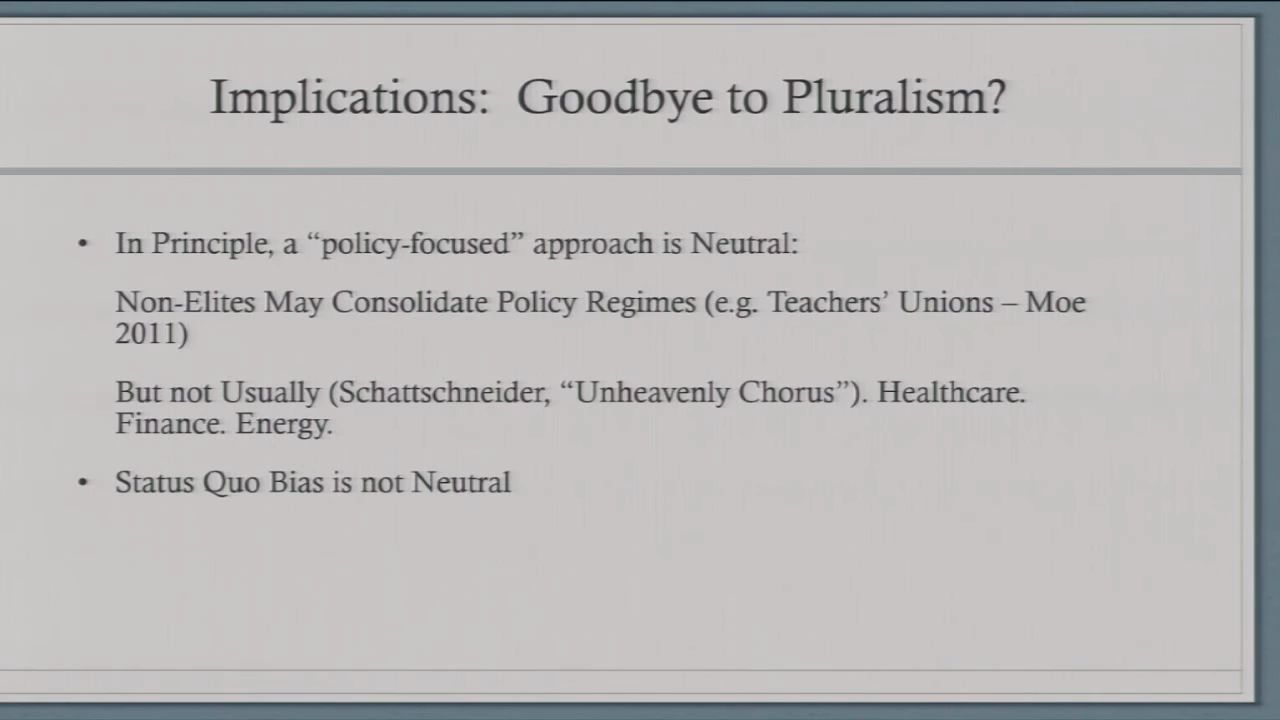 Implications: Goodbye to Pluralism?
• In Principle, a “policy-focused” approach is Neutral:
Non-Elites May Consolidate Policy Regimes (e.g. Teachers’ Unions – Moe
2011)
But not Usually (Schattschneider, “Unheavenly Chorus”). Healthcare.
Finance. Energy.
• Status Quo Bias is not Neutral